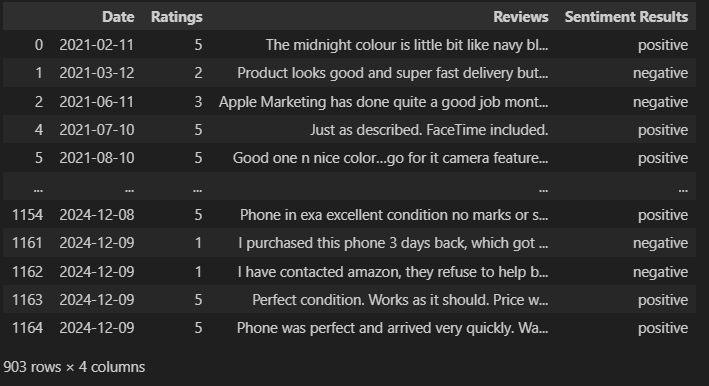 Date Ratings Reviews Sentiment Results
0 2021-02-11 5 The midnight colour is little bit like navy bl... positive
1 2021-03-12 2 Product looks good and super fast delivery but... negative
2 2021-06-11 3 Apple Marketing has done quite a good job mont... negative
4 2021-07-10 5 Just as described. FaceTime included. positive
5 2021-08-10 5 Good one n nice color...go for it camera feature... positive
... ... ... ... ...
1154 2024-12-08 5 Phone in exa excellent condition no marks or s... positive
1161 2024-12-09 1 I purchased this phone 3 days back, which got ... negative
1162 2024-12-09 1 I have contacted amazon, they refuse to help b... negative
1163 2024-12-09 5 Perfect condition. Works as it should. Price w... positive
1164 2024-12-09 5 Phone was perfect and arrived very quickly. Wa... positive
903 rows × 4 columns